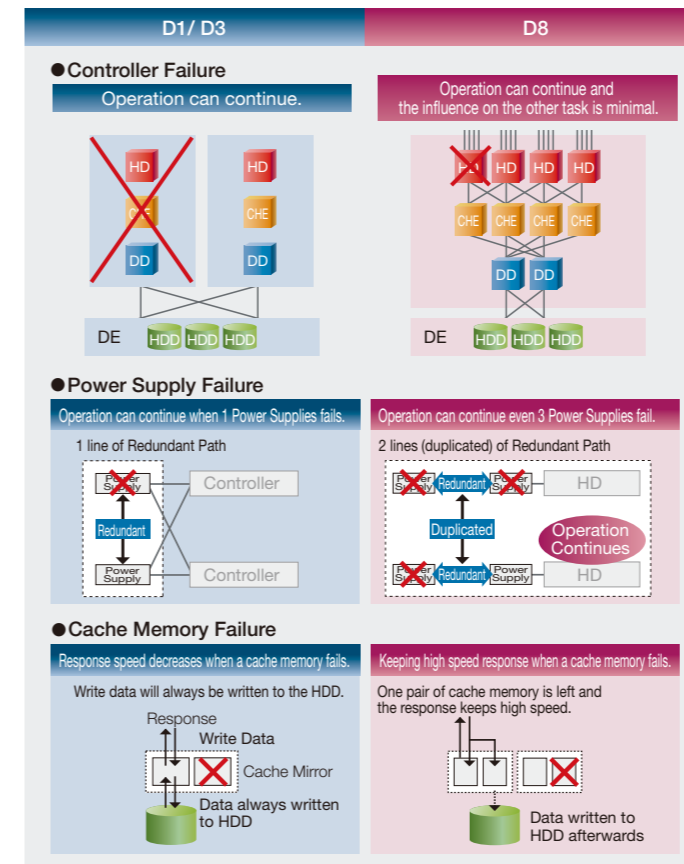 D1/ D3
D8
●Controller Failure
Operation can continue.
Operation can continue and
the influence on the other task is minimal.
HD
HD
CHE
CHE
DD
DD
DE
HDD HDD HDD
HD HD HD HD
CHE CHE CHE CHE
DD DD
DE
HDD HDD HDD
●Power Supply Failure
Operation can continue when 1 Power Supplies fails.
1 line of Redundant Path
Power
Supply
Controller
Redundant
Power
Supply
Controller
Operation can continue even 3 Power Supplies fail.
2 lines (duplicated) of Redundant Path
Power
Supply
Redundant
Power
Supply
HD
Duplicated
Operation
Continues
Power
Supply
Redundant
Power
Supply
HD
●Cache Memory Failure
Response speed decreases when a cache memory fails.
Write data will always be written to the HDD.
Response
Write Data
Cache Mirror
Data always written
to HDD
Keeping high speed response when a cache memory fails.
One pair of cache memory is left and
the response keeps high speed.
Data written to
HDD afterwards